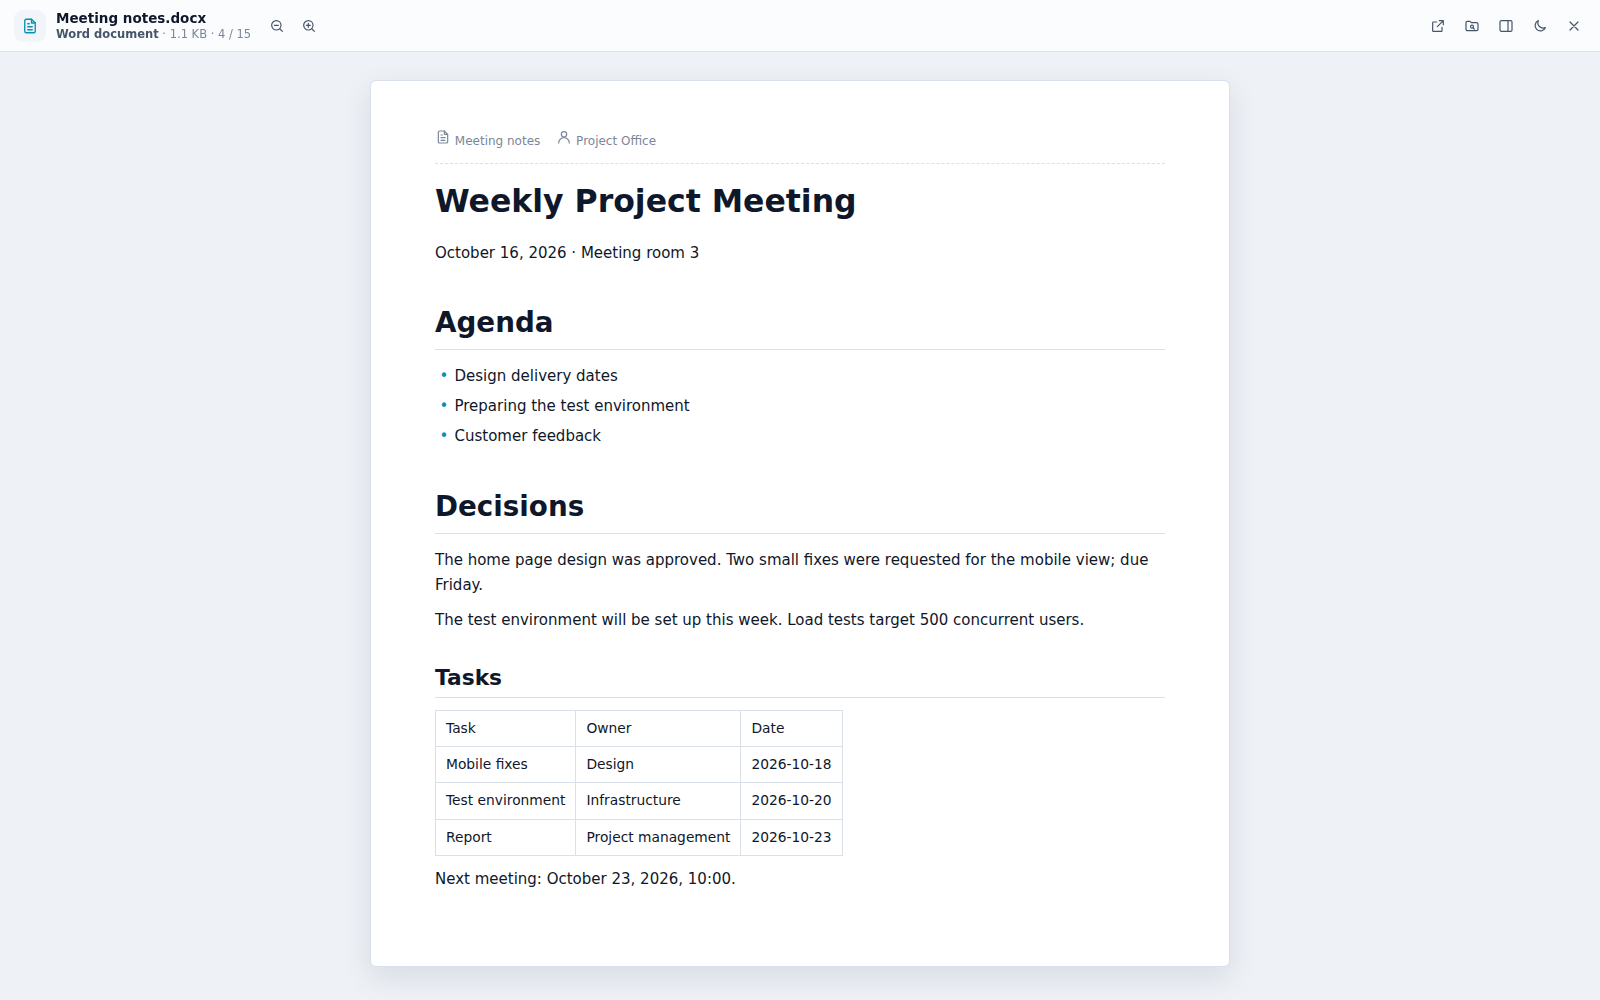 Meeting notes.docx
Word document · 1.1 KB · 4 / 15
Meeting notes Project Office
Weekly Project Meeting
October 16, 2026 · Meeting room 3
Agenda
• Design delivery dates
• Preparing the test environment
• Customer feedback
Decisions
The home page design was approved. Two small fixes were requested for the mobile view; due
Friday.
The test environment will be set up this week. Load tests target 500 concurrent users.
Tasks
Task Owner Date
Mobile fixes Design 2026-10-18
Test environment Infrastructure 2026-10-20
Report Project management 2026-10-23
Next meeting: October 23, 2026, 10:00.